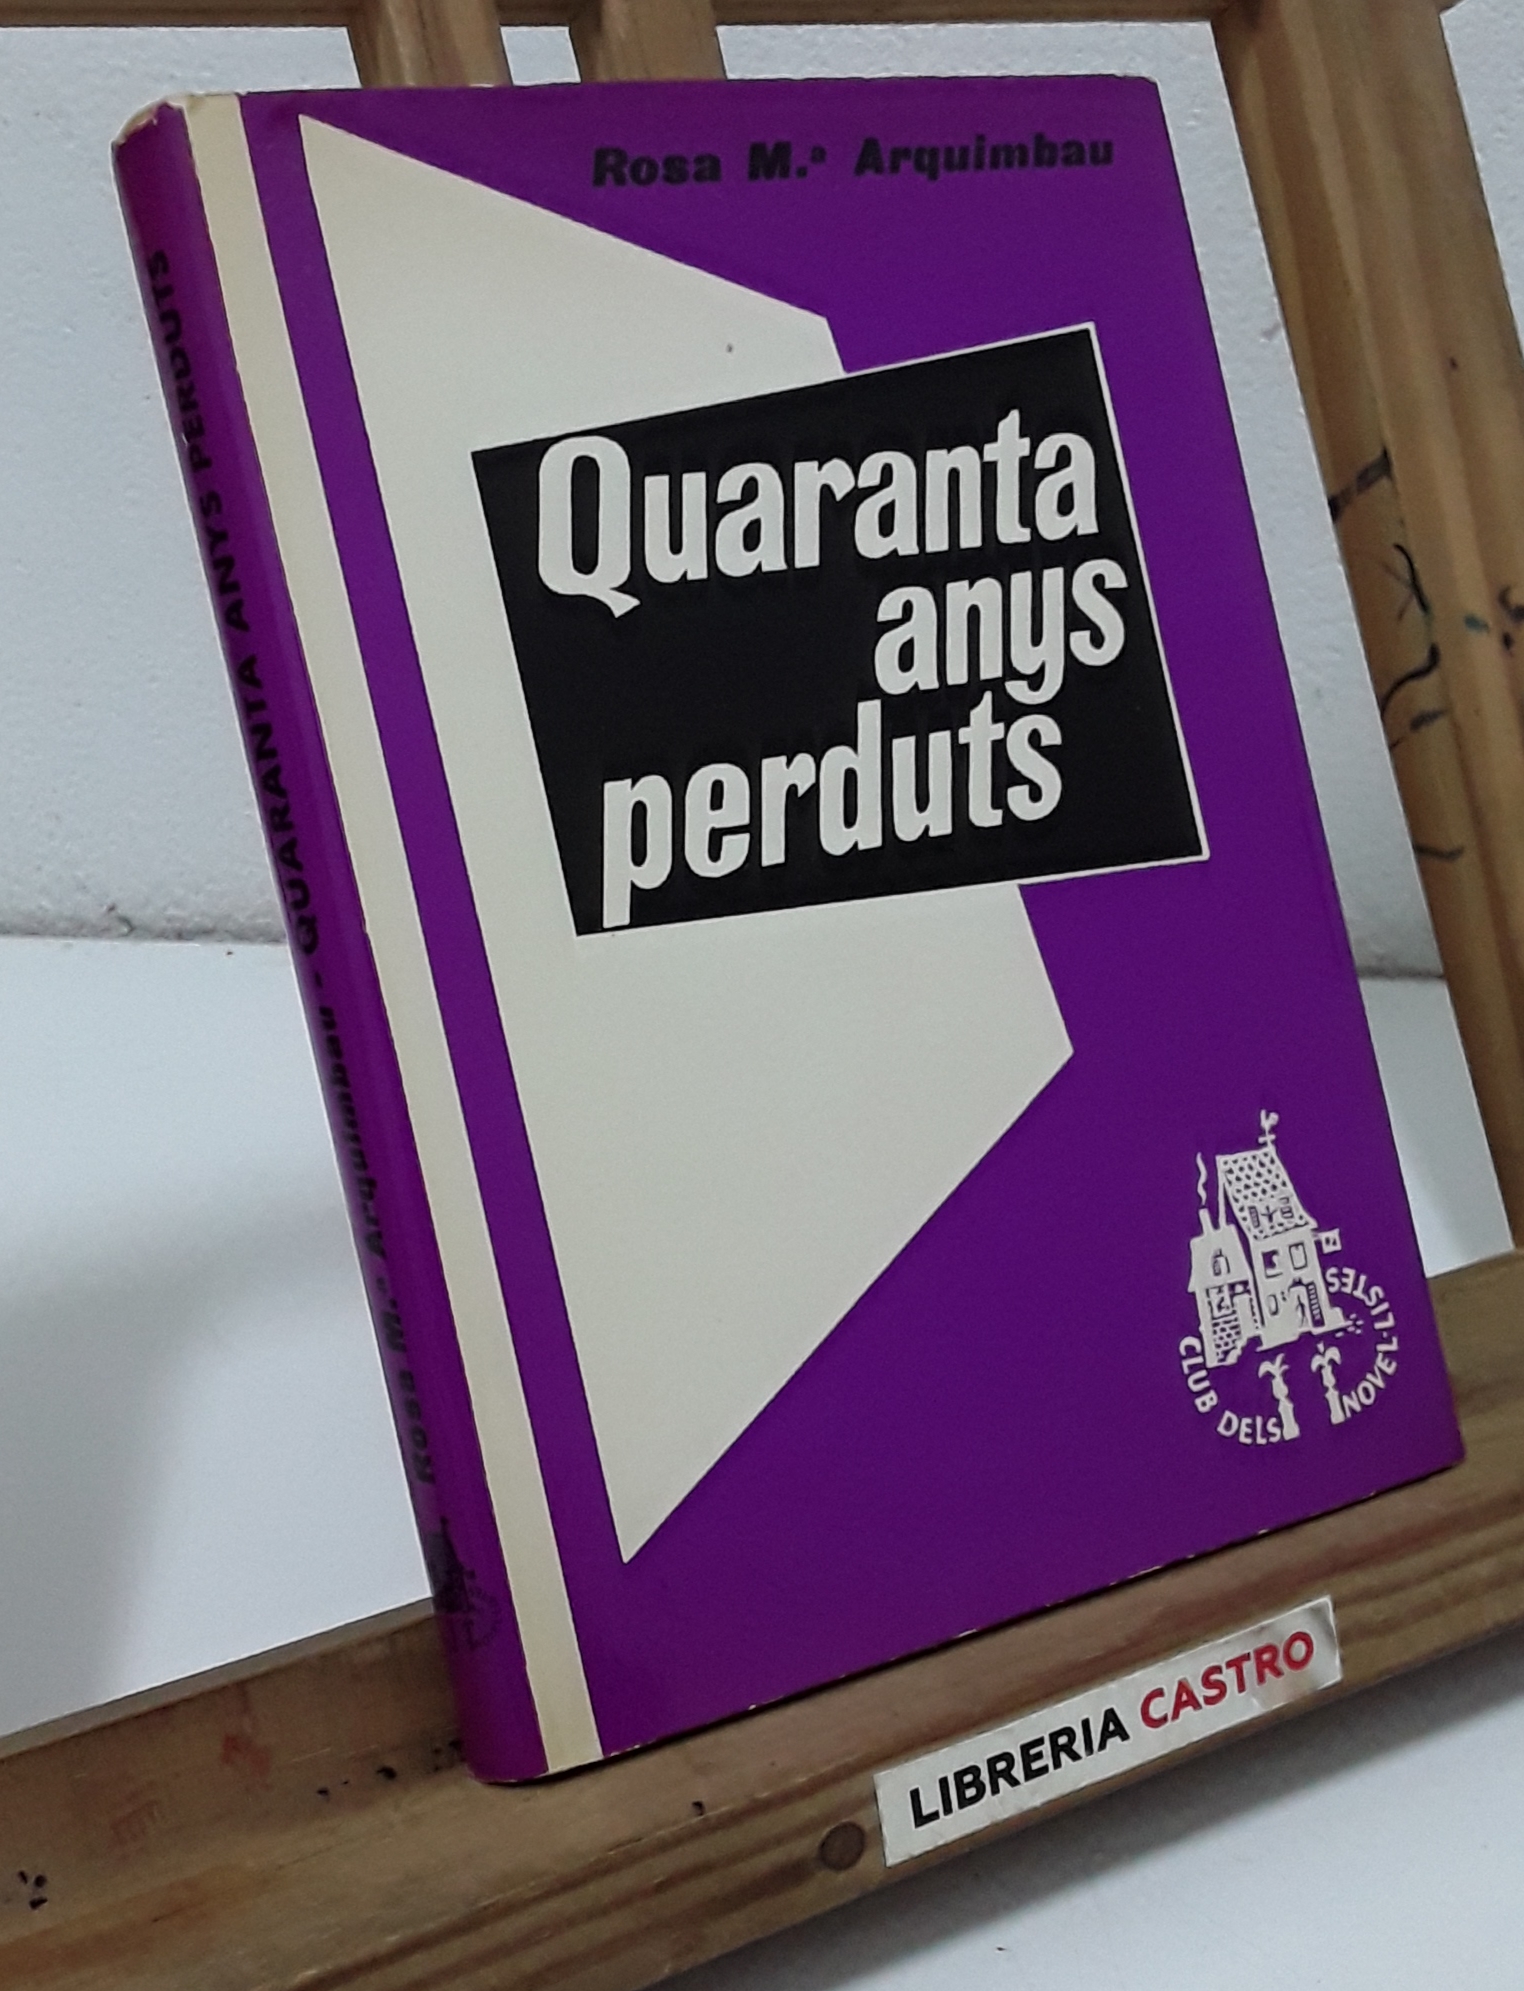 Rosa M.ª Arquimbau
Quaranta
anys
perduts
CLUB DELS NOVEL·LISTES
Rosa M.ª Arquimbau - QUARANTA ANYS PERDUTS
LIBRERIA CASTRO